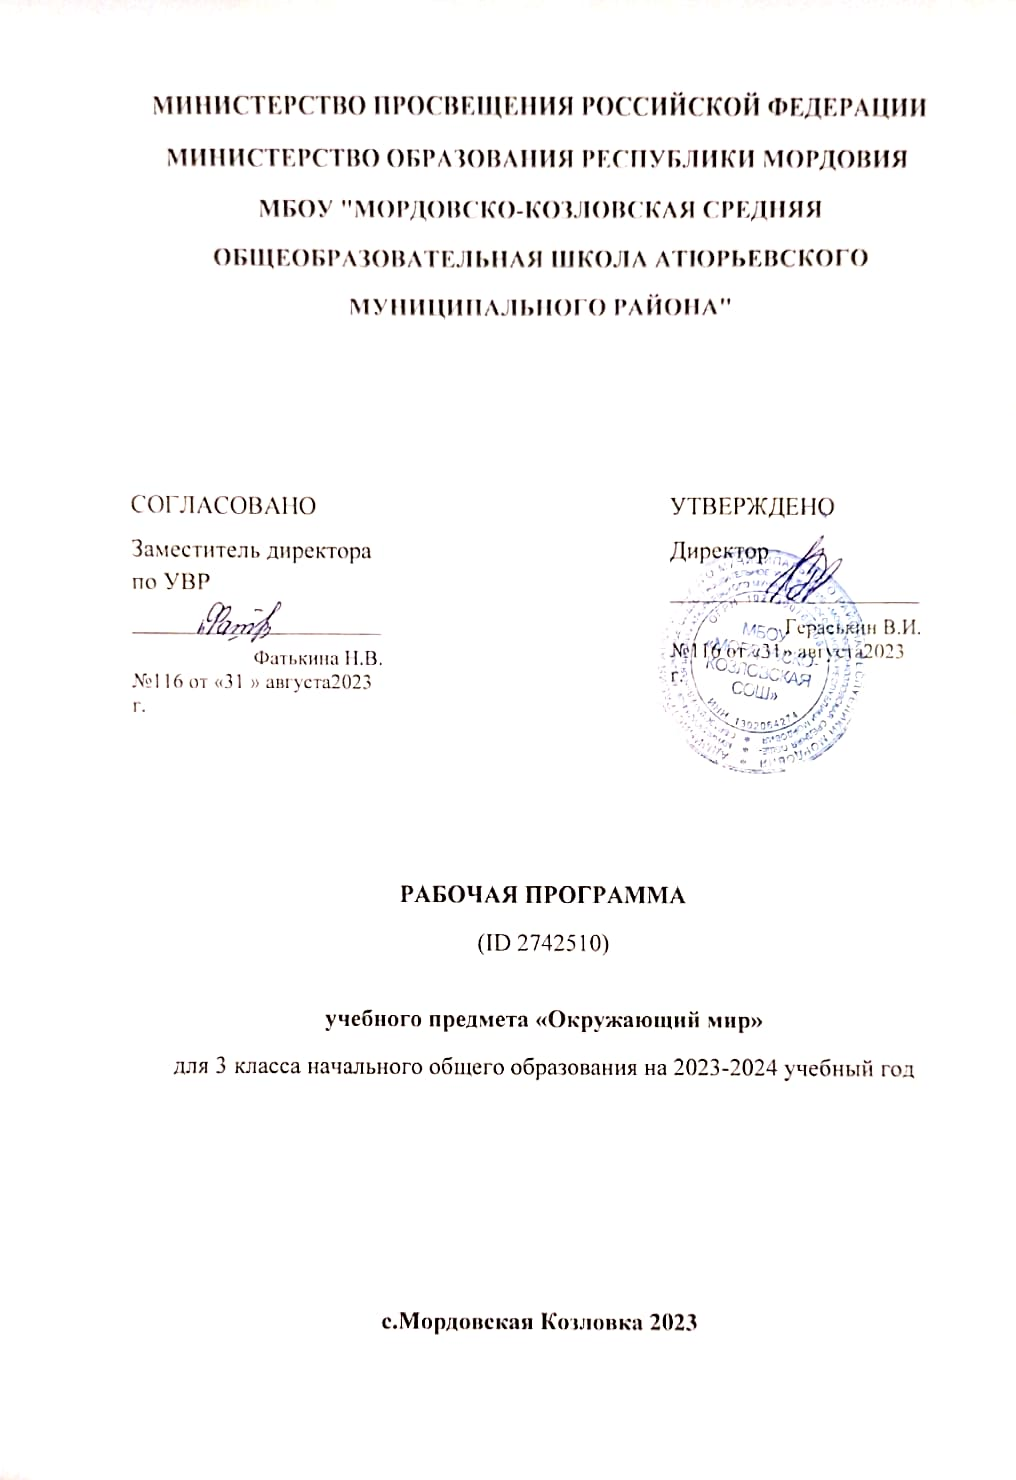 МИНИСТЕРСТВО ПРОСВЕЩЕНИЯ РОССИЙСКОЙ ФЕДЕРАЦИИ
МИНИСТЕРСТВО ОБРАЗОВАНИЯ РЕСПУБЛИКИ МОРДОВИЯ
МБОУ "МОРДОВСКО-КОЗЛОВСКАЯ СРЕДНЯЯ
ОБЩЕОБРАЗОВАТЕЛЬНАЯ ШКОЛА АТЮРЬЕВСКОГО
МУНИЦИПАЛЬНОГО РАЙОНА"
СОГЛАСОВАНО
Заместитель директора
по УВР
Фатькина Н.В.
№116 от «31 » августа2023
г.
УТВЕРЖДЕНО
Директор
Гераськин В.И.
№116 от «31» августа2023
г.
МБОУ
«МОРДОВСКО-
КОЗЛОВСКАЯ
СОШ»
ИНН 1302064274
РАБОЧАЯ ПРОГРАММА
(ID 2742510)
учебного предмета «Окружающий мир»
для 3 класса начального общего образования на 2023-2024 учебный год
с.Мордовская Козловка 2023